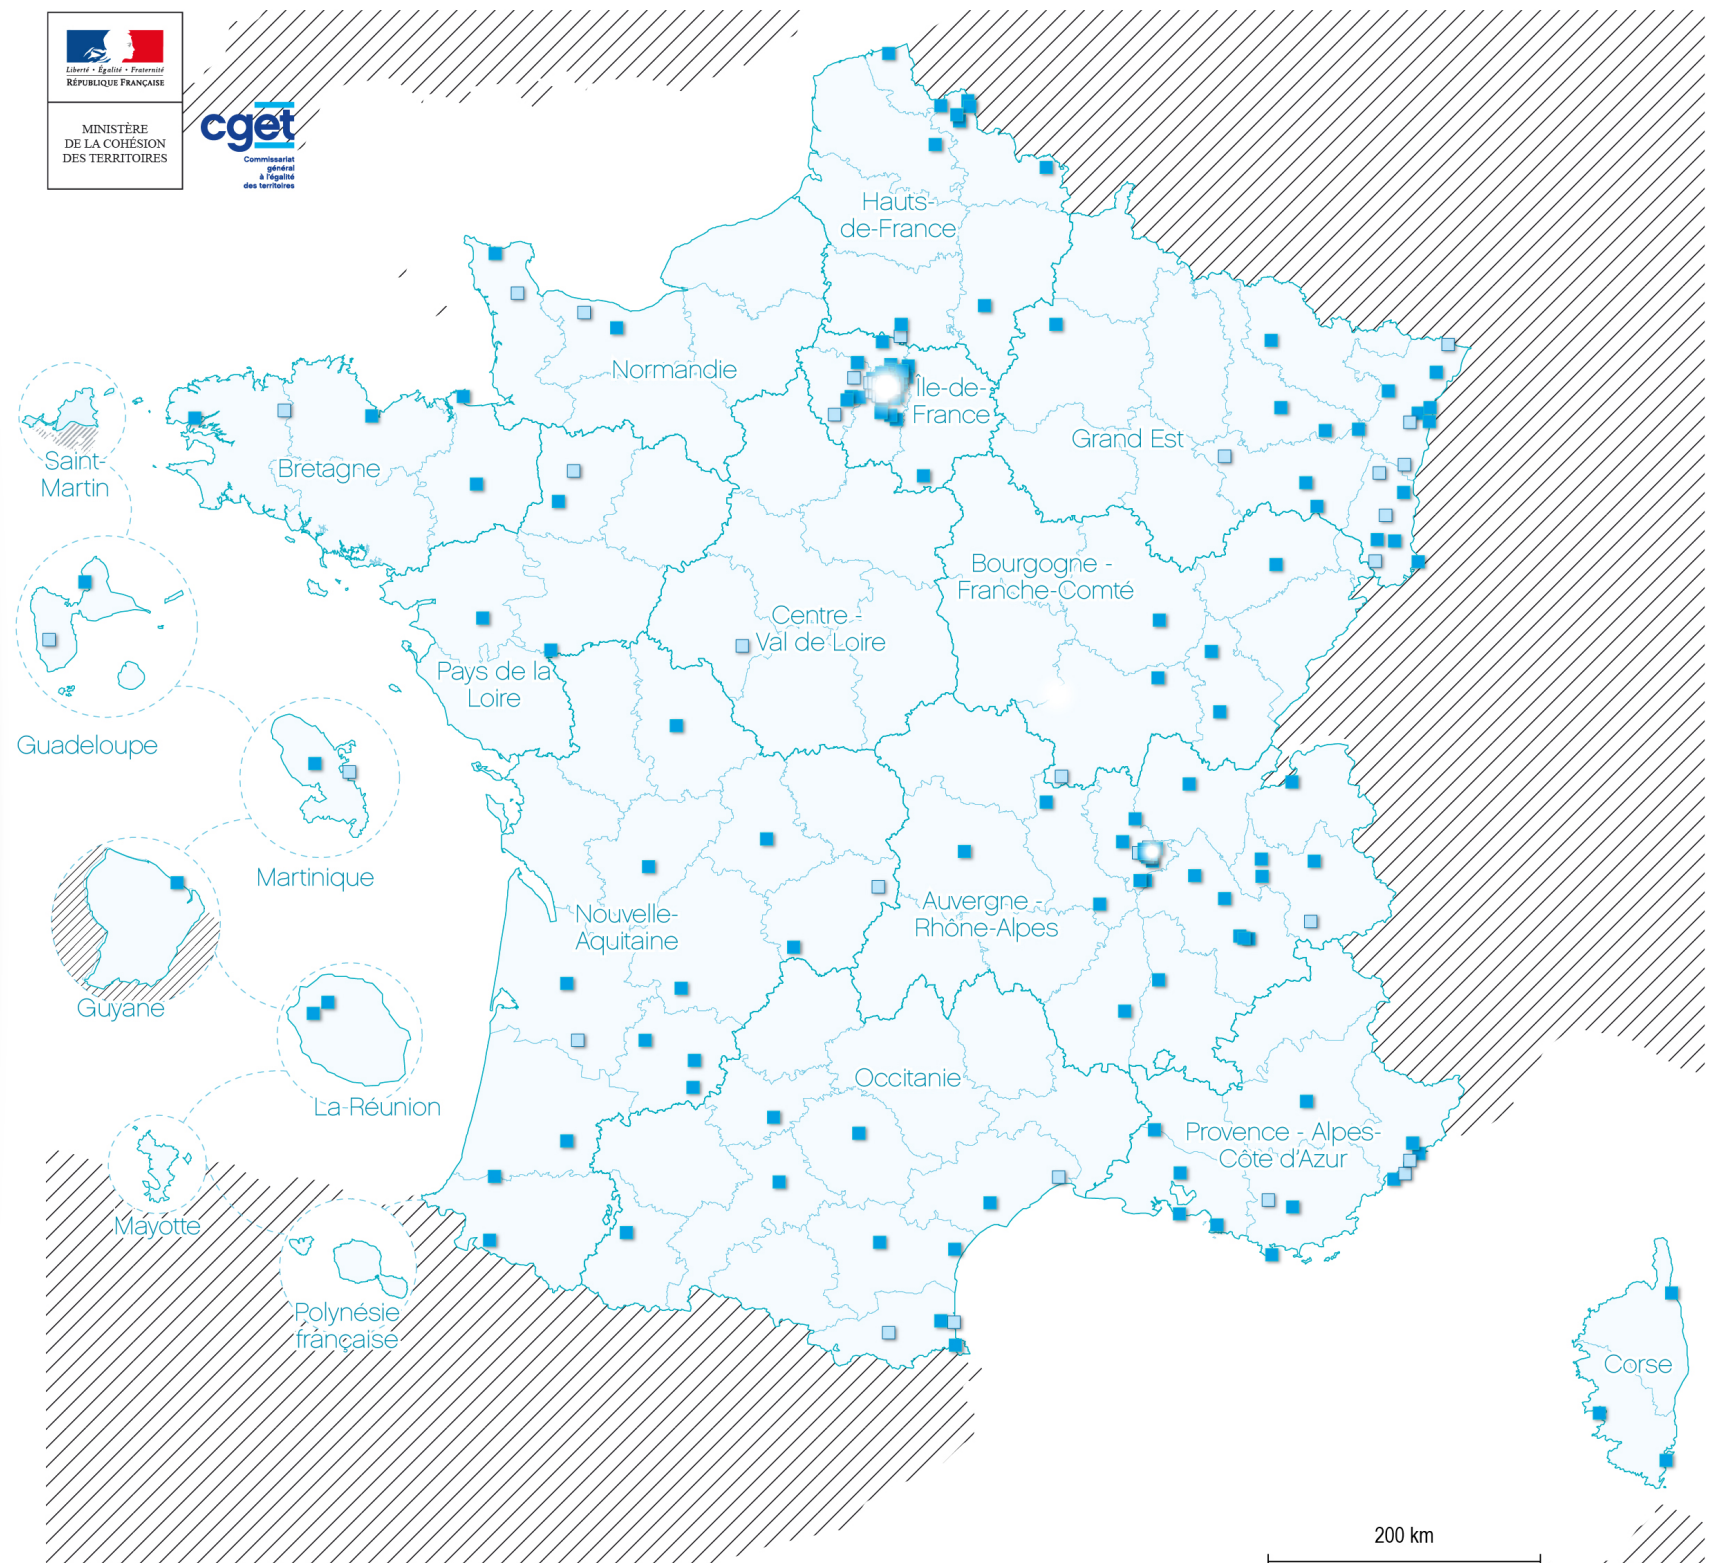 Liberté • Égalité • Fraternité
RÉPUBLIQUE FRANÇAISE
MINISTÈRE
DE LA COHÉSION
DES TERRITOIRES
cget
Commissariat
général
à l'égalité
des territoires
Hauts-
de-France
Normandie
Île-de-
France
Grand Est
Bretagne
Saint-
Martin
Bourgogne -
Franche-Comté
Centre -
Val de Loire
Pays de la
Loire
Guadeloupe
Martinique
Nouvelle-
Aquitaine
Auvergne -
Rhône-Alpes
Guyane
Occitanie
La Réunion
Provence - Alpes-
Côte d'Azur
Mayotte
Polynésie
française
Corse
200 km